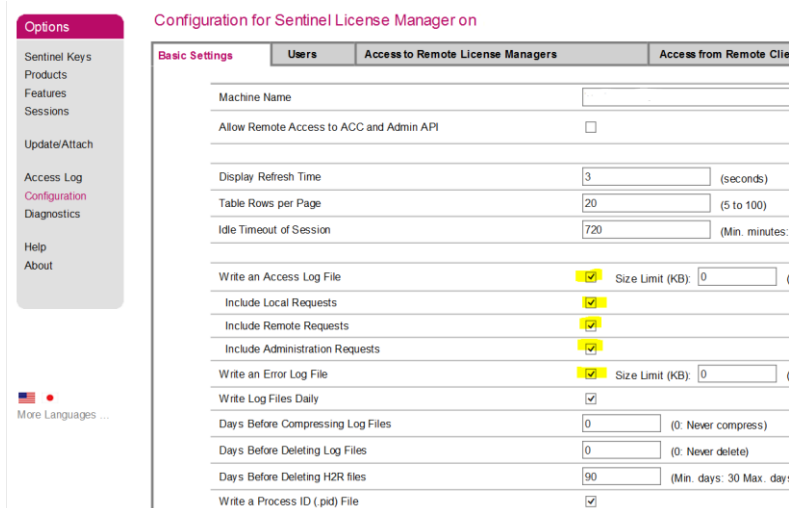 Options
Sentinel Keys
Products
Features
Sessions
Update/Attach
Access Log
Configuration
Diagnostics
Help
About
More Languages ...
Configuration for Sentinel License Manager on
Basic Settings Users Access to Remote License Managers Access from Remote
Machine Name
Allow Remote Access to ACC and Admin API
Display Refresh Time 3 (seconds)
Table Rows per Page 20 (5 to 100)
Idle Timeout of Session 720 (Min. minutes:
Write an Access Log File Size Limit (KB): 0 (
Include Local Requests
Include Remote Requests
Include Administration Requests
Write an Error Log File Size Limit (KB): 0 (
Write Log Files Daily
Days Before Compressing Log Files 0 (0: Never compress)
Days Before Deleting Log Files 0 (0: Never delete)
Days Before Deleting H2R files 90 (Min. days: 30 Max. days
Write a Process ID (.pid) File